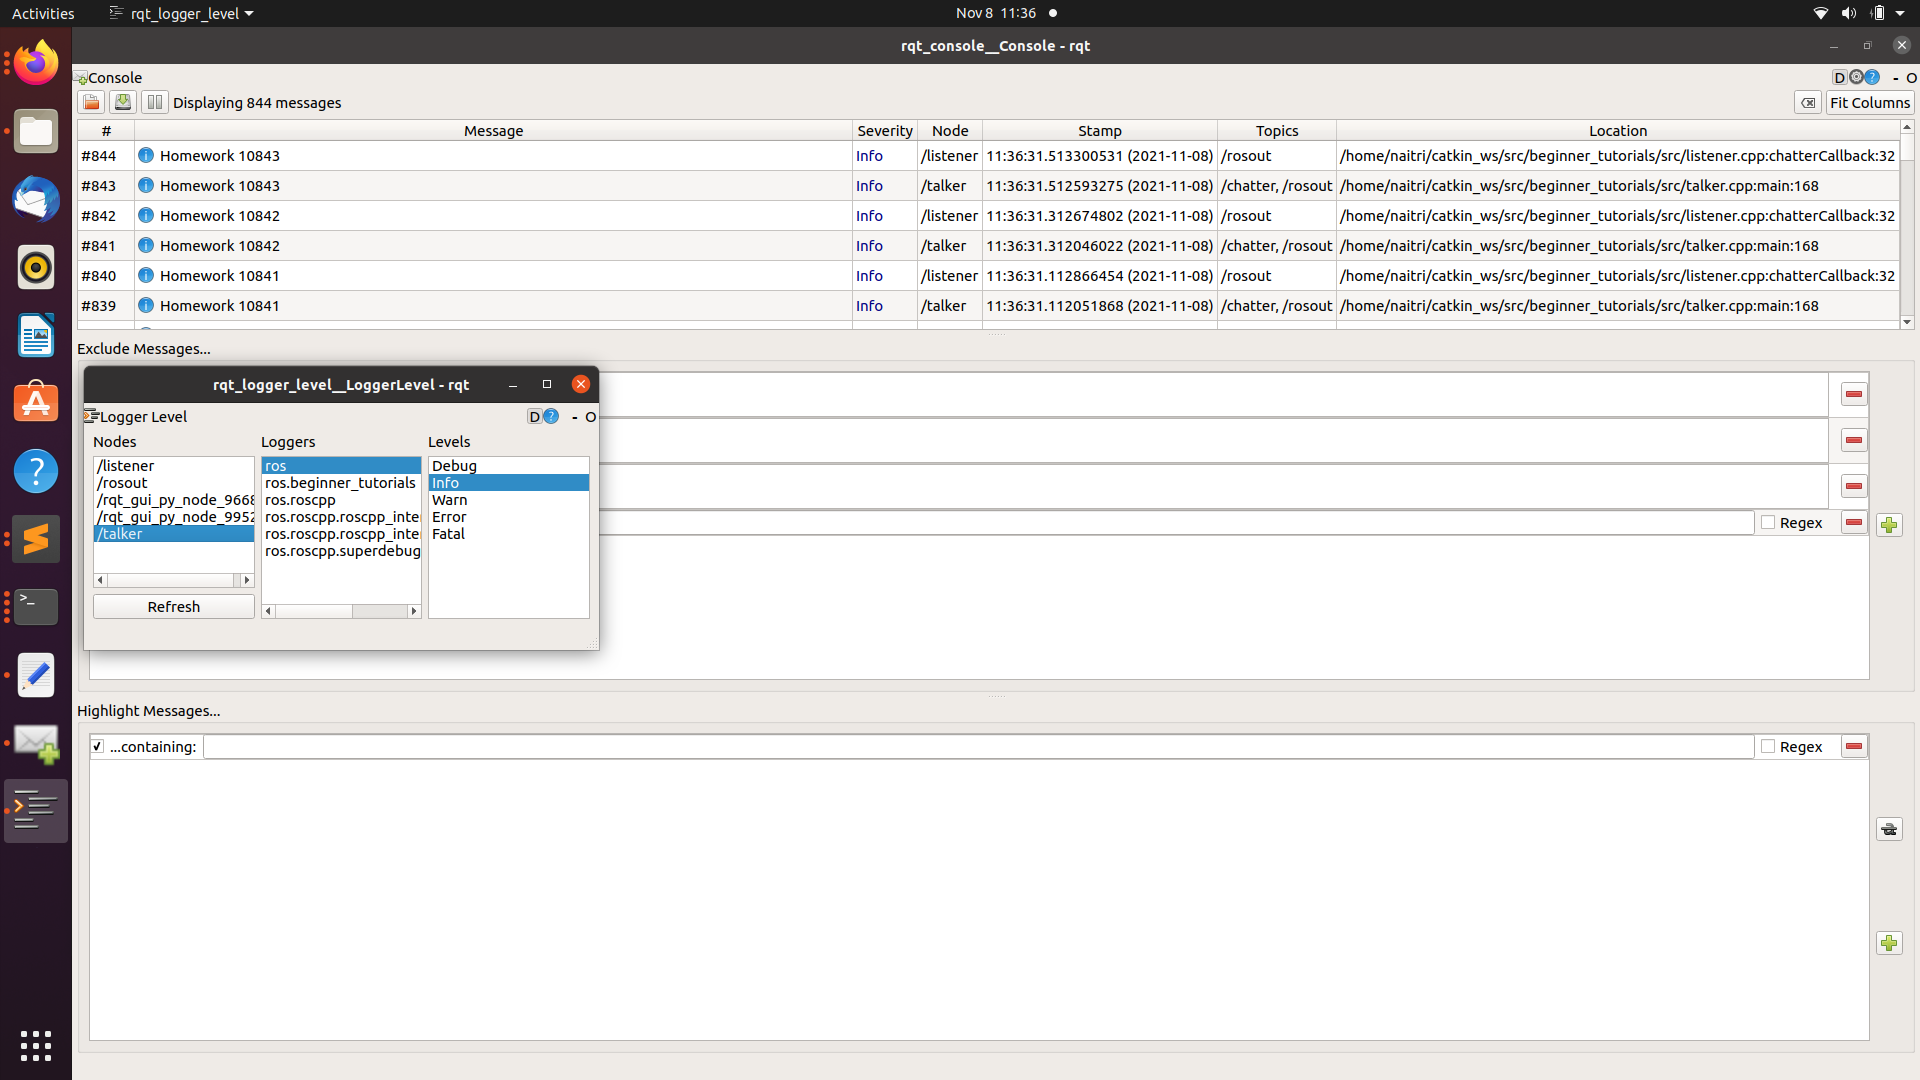 Activities rqt_logger_level Nov 8 11:36
rqt_console__Console - rqt
Console D ? - O
Displaying 844 messages Fit Columns
# Message Severity Node Stamp Topics Location
#844 Homework 10843 Info /listener 11:36:31.513300531 (2021-11-08) /rosout /home/naitri/catkin_ws/src/beginner_tutorials/src/listener.cpp:chatterCallback:32
#843 Homework 10843 Info /talker 11:36:31.512593275 (2021-11-08) /chatter, /rosout /home/naitri/catkin_ws/src/beginner_tutorials/src/talker.cpp:main:168
#842 Homework 10842 Info /listener 11:36:31.312674802 (2021-11-08) /rosout /home/naitri/catkin_ws/src/beginner_tutorials/src/listener.cpp:chatterCallback:32
#841 Homework 10842 Info /talker 11:36:31.312046022 (2021-11-08) /chatter, /rosout /home/naitri/catkin_ws/src/beginner_tutorials/src/talker.cpp:main:168
#840 Homework 10841 Info /listener 11:36:31.112866454 (2021-11-08) /rosout /home/naitri/catkin_ws/src/beginner_tutorials/src/listener.cpp:chatterCallback:32
#839 Homework 10841 Info /talker 11:36:31.112051868 (2021-11-08) /chatter, /rosout /home/naitri/catkin_ws/src/beginner_tutorials/src/talker.cpp:main:168
Exclude Messages...
rqt_logger_level__LoggerLevel - rqt
Logger Level D ? - O
Nodes Loggers Levels
/listener ros Debug
/rosout ros.beginner_tutorials Info
/rqt_gui_py_node_9668 ros.roscpp Warn
/rqt_gui_py_node_9952 ros.roscpp.roscpp_inter Error
/talker ros.roscpp.roscpp_inter Fatal
ros.roscpp.superdebug
Refresh
Regex
Highlight Messages...
...containing: Regex